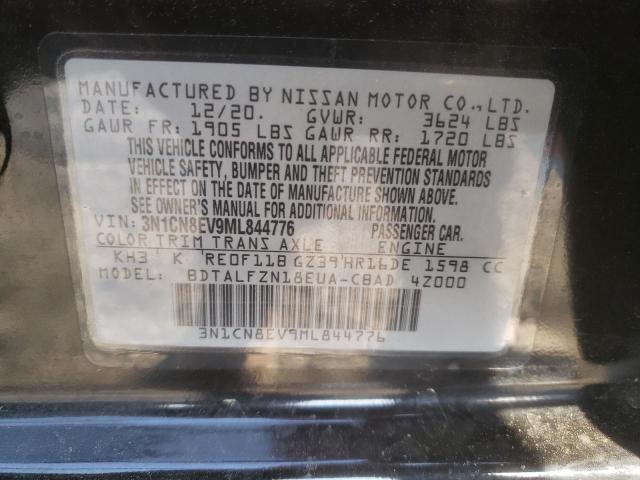 MANUFACTURED BY NISSAN MOTOR CO., LTD.
DATE: 12/20. GVWR: 3624 LBS
GAWR FR: 1905 LBS GAWR RR: 1720 LBS
THIS VEHICLE CONFORMS TO ALL APPLICABLE FEDERAL MOTOR
VEHICLE SAFETY, BUMPER AND THEFT PREVENTION STANDARDS
IN EFFECT ON THE DATE OF MANUFACTURE SHOWN ABOVE.
SEE OWNER'S MANUAL FOR ADDITIONAL INFORMATION.
VIN: 3N1CN8EV9ML844776 PASSENGER CAR.
COLOR TRIM TRANS AXLE ENGINE
KH3 K RE0F11B GZ39 HR16DE 1598 CC
MODEL: BDTALFZN18EUA-C8AD 4Z000
3N1CN8EV9ML844776